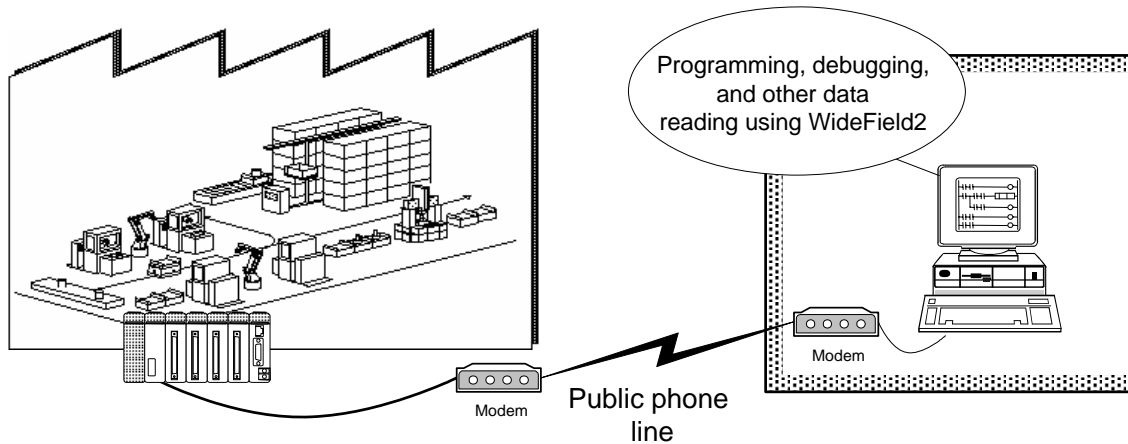 Programming, debugging,
and other data
reading using WideField2
Modem
Modem
Public phone
line